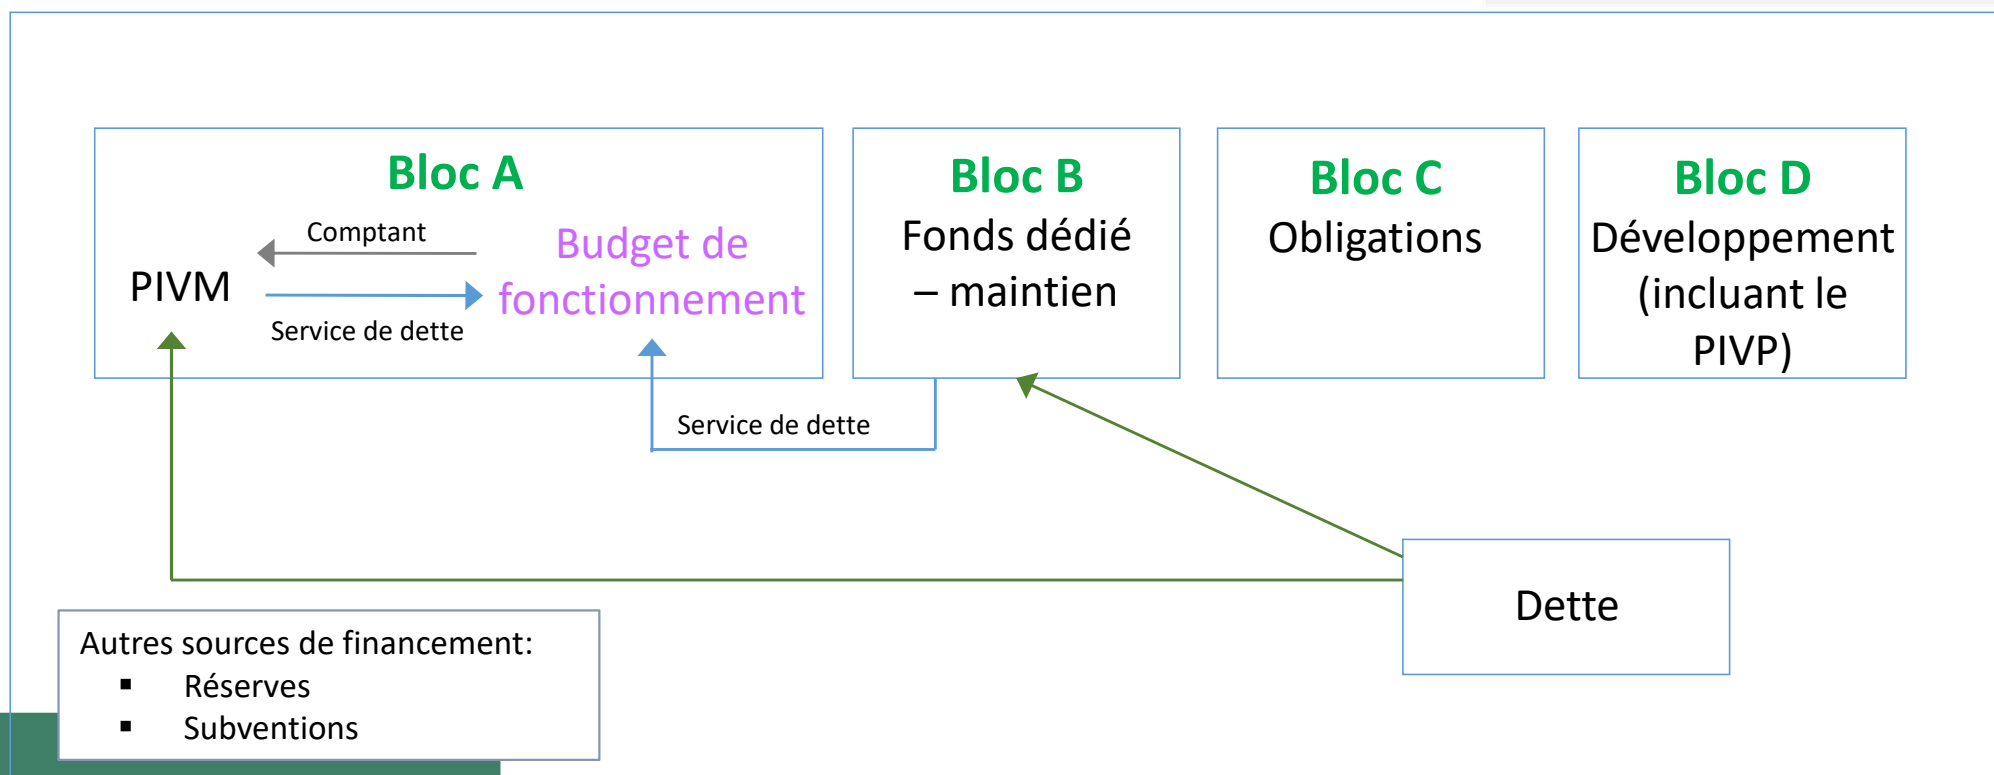 Bloc A
Comptant
PIVM
Budget de
fonctionnement
Service de dette
Bloc B
Fonds dédié
– maintien
Bloc C
Obligations
Bloc D
Développement
(incluant le
PIVP)
Service de dette
Dette
Autres sources de financement:
▪ Réserves
▪ Subventions